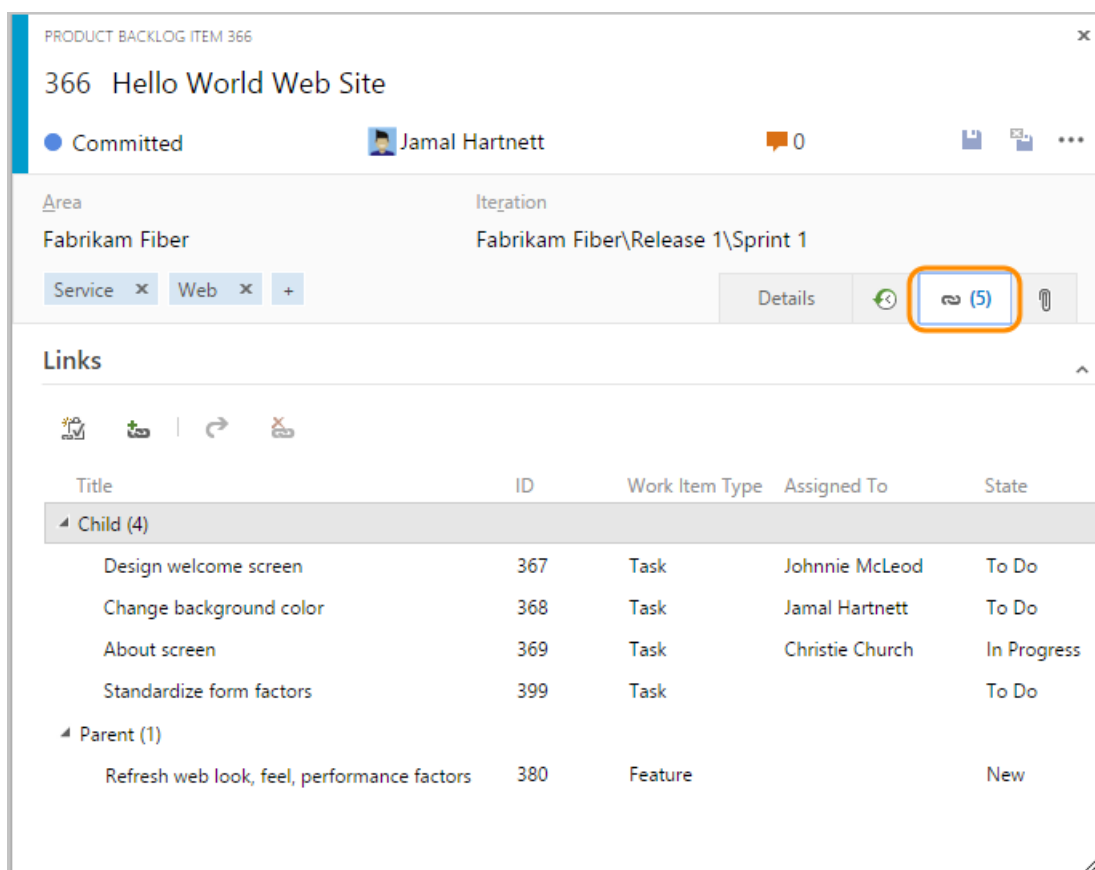 PRODUCT BACKLOG ITEM 366
366 Hello World Web Site
Committed Jamal Hartnett 0
Area Iteration
Fabrikam Fiber Fabrikam Fiber\Release 1\Sprint 1
Service × Web × +
Details (5)
Links
Title ID Work Item Type Assigned To State
Child (4)
Design welcome screen 367 Task Johnnie McLeod To Do
Change background color 368 Task Jamal Hartnett To Do
About screen 369 Task Christie Church In Progress
Standardize form factors 399 Task To Do
Parent (1)
Refresh web look, feel, performance factors 380 Feature New